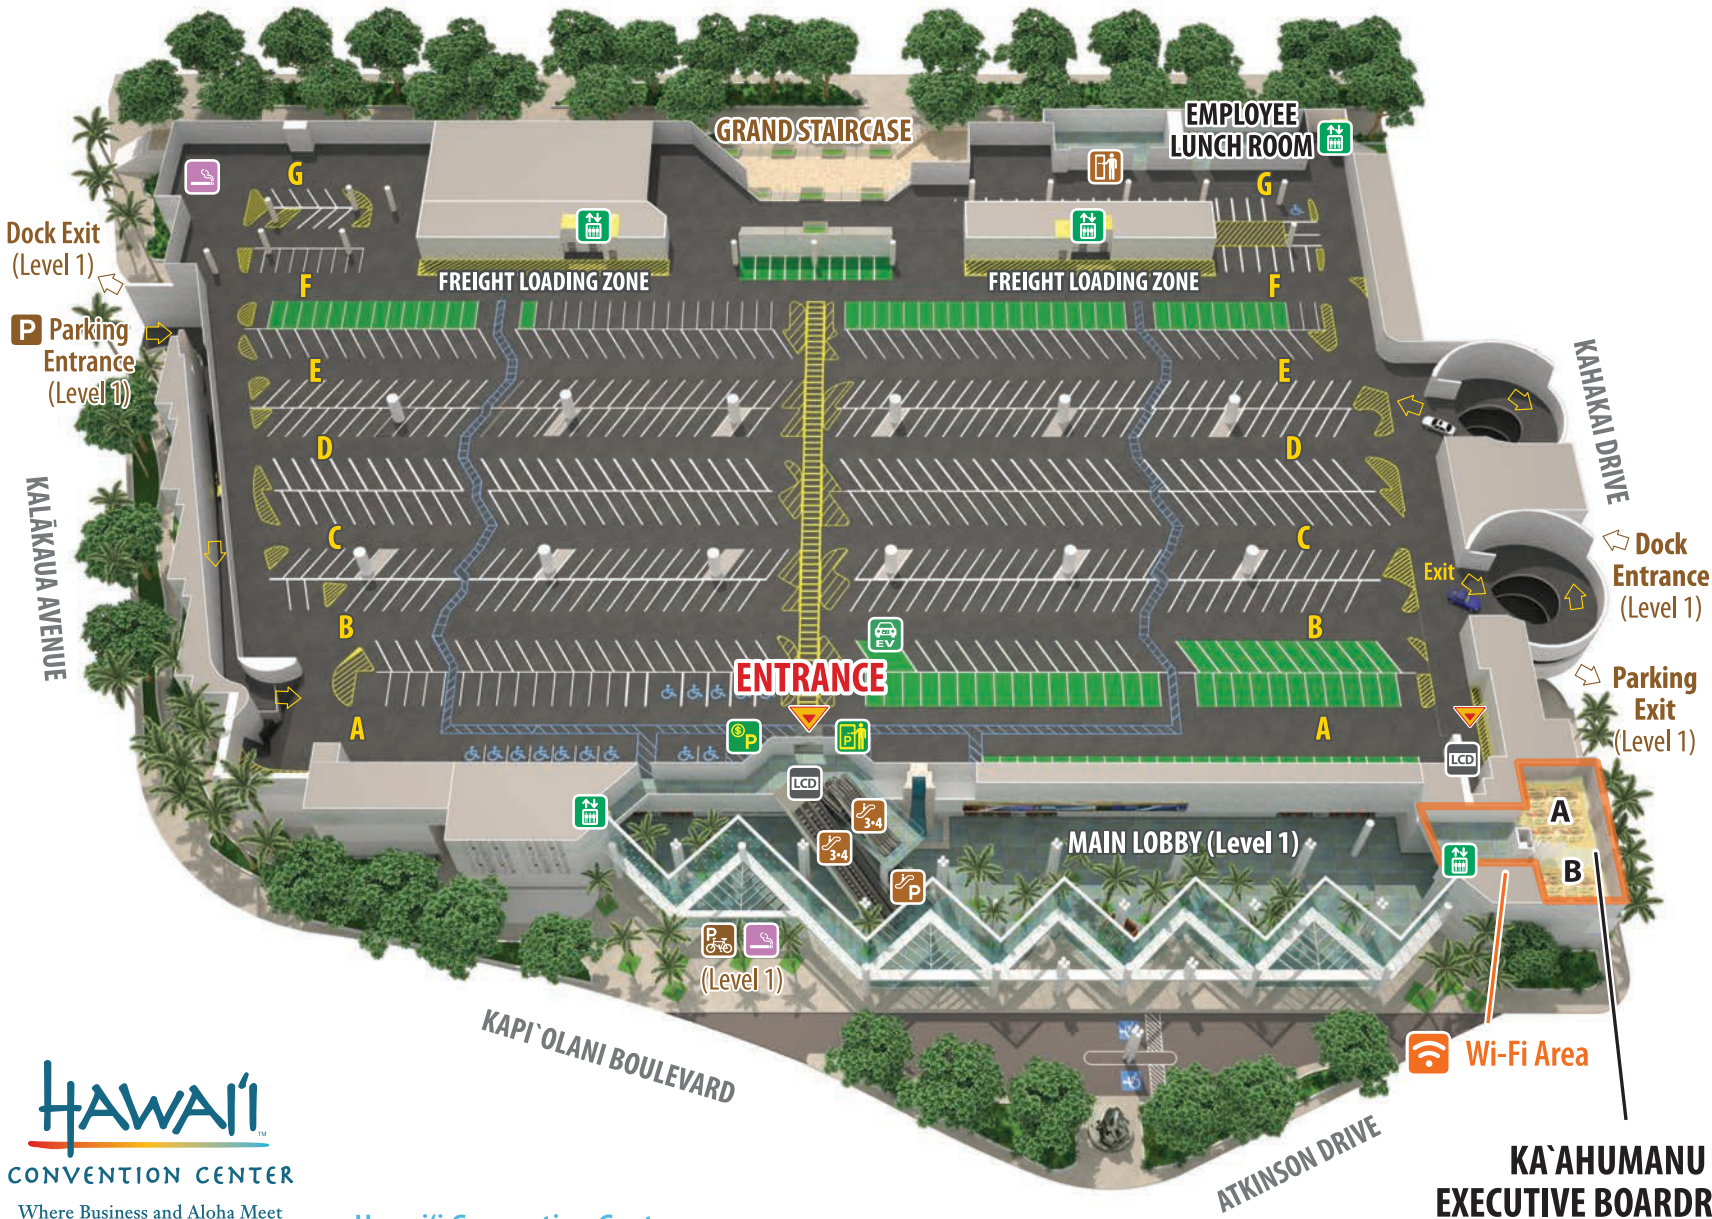 EMPLOYEE
LUNCH ROOM
GRAND STAIRCASE
G
G
Dock Exit
(Level 1)
FREIGHT LOADING ZONE
FREIGHT LOADING ZONE
F
F
P Parking
Entrance
(Level 1)
E
E
KAHAKAI DRIVE
D
D
KALĀKAUA AVENUE
C
C
Dock
Entrance
(Level 1)
Exit
B
B
EV
ENTRANCE
Parking
Exit
(Level 1)
A
A
$P
P
LCD
LCD
3•4
3•4
P
MAIN LOBBY (Level 1)
A
B
P
(Level 1)
KAPI`OLANI BOULEVARD
Wi-Fi Area
ATKINSON DRIVE
KA`AHUMANU
EXECUTIVE BOARDR
HAWAI'I
TM
CONVENTION CENTER
Where Business and Aloha Meet